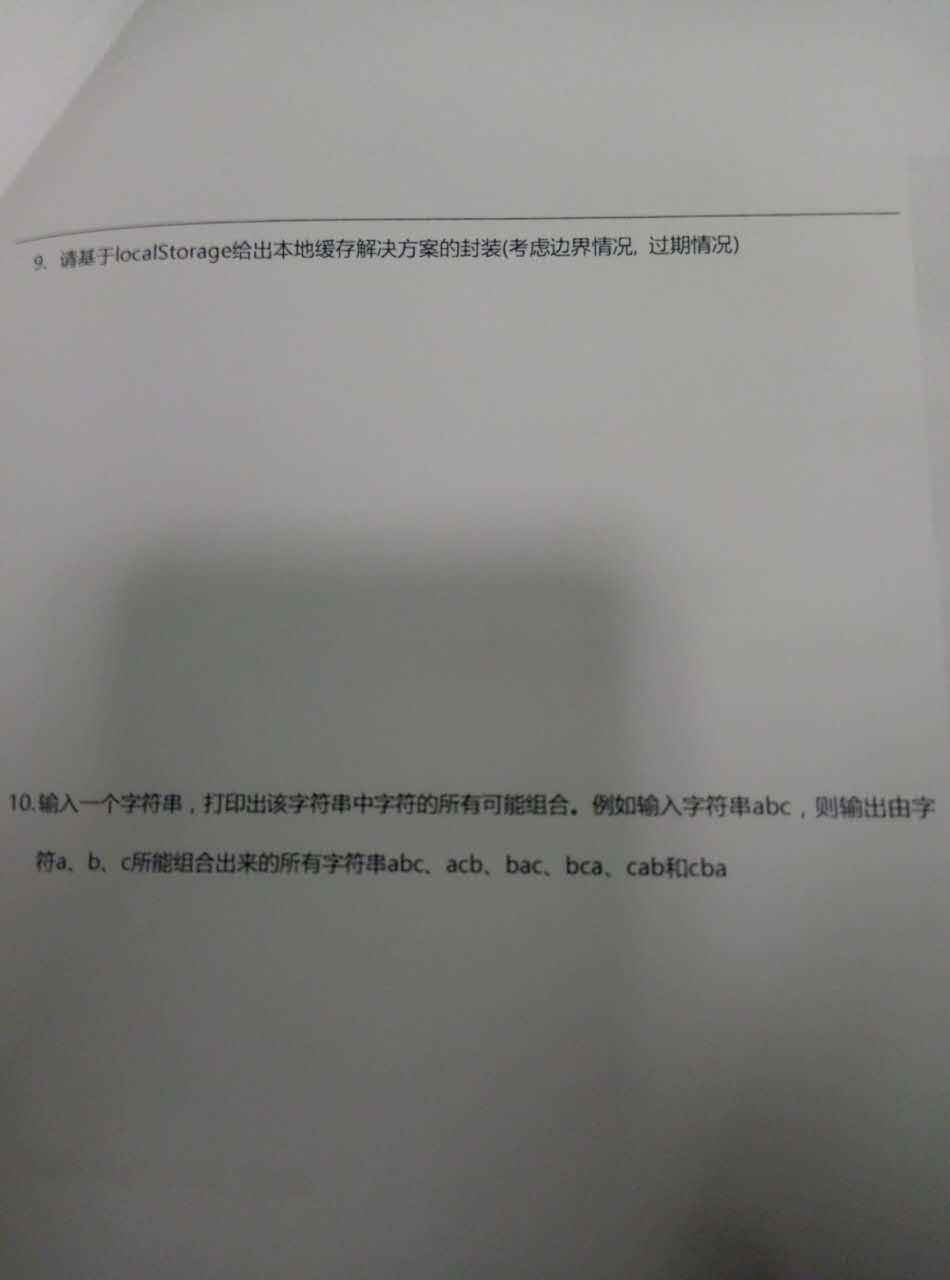 9. 请基于localStorage给出本地缓存解决方案的封装(考虑边界情况, 过期情况)
10.输入一个字符串，打印出该字符串中字符的所有可能组合。例如输入字符串abc，则输出由字
符a、b、c所能组合出来的所有字符串abc、acb、bac、bca、cab和cba